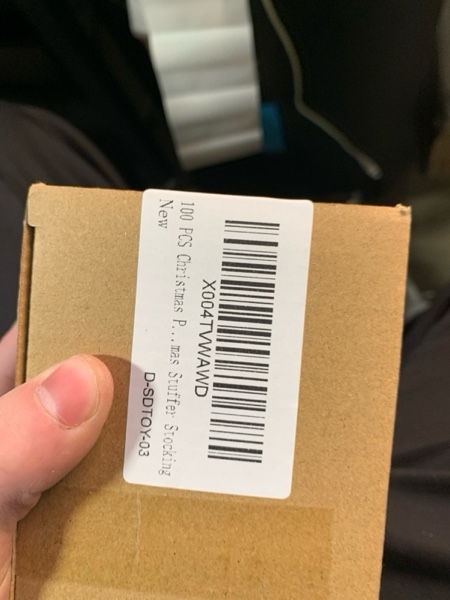 X004TVWAWD
100 PCS Christmas P...mas Stuffer Stocking
New
D-SDTOY-03